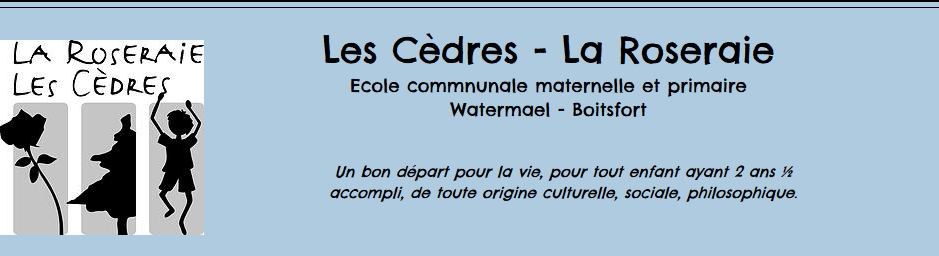 LA ROSERAIE
LES CÈDRES
Les Cèdres - La Roseraie
Ecole commnunale maternelle et primaire
Watermael - Boitsfort
Un bon départ pour la vie, pour tout enfant ayant 2 ans ½
accompli, de toute origine culturelle, sociale, philosophique.